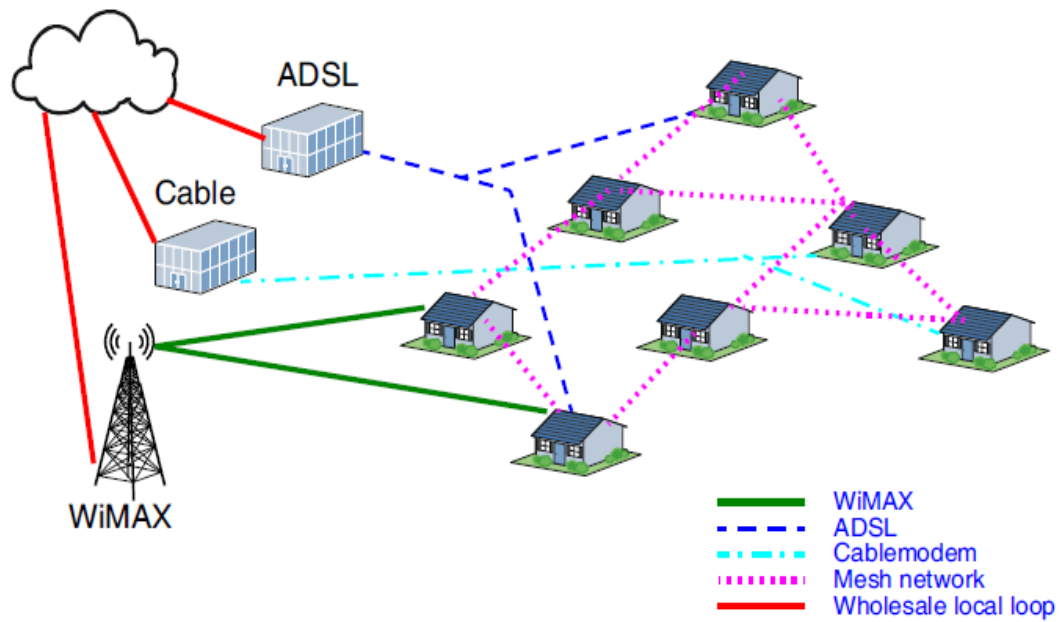 ADSL
Cable
WiMAX
WiMAX
ADSL
Cablemodem
Mesh network
Wholesale local loop